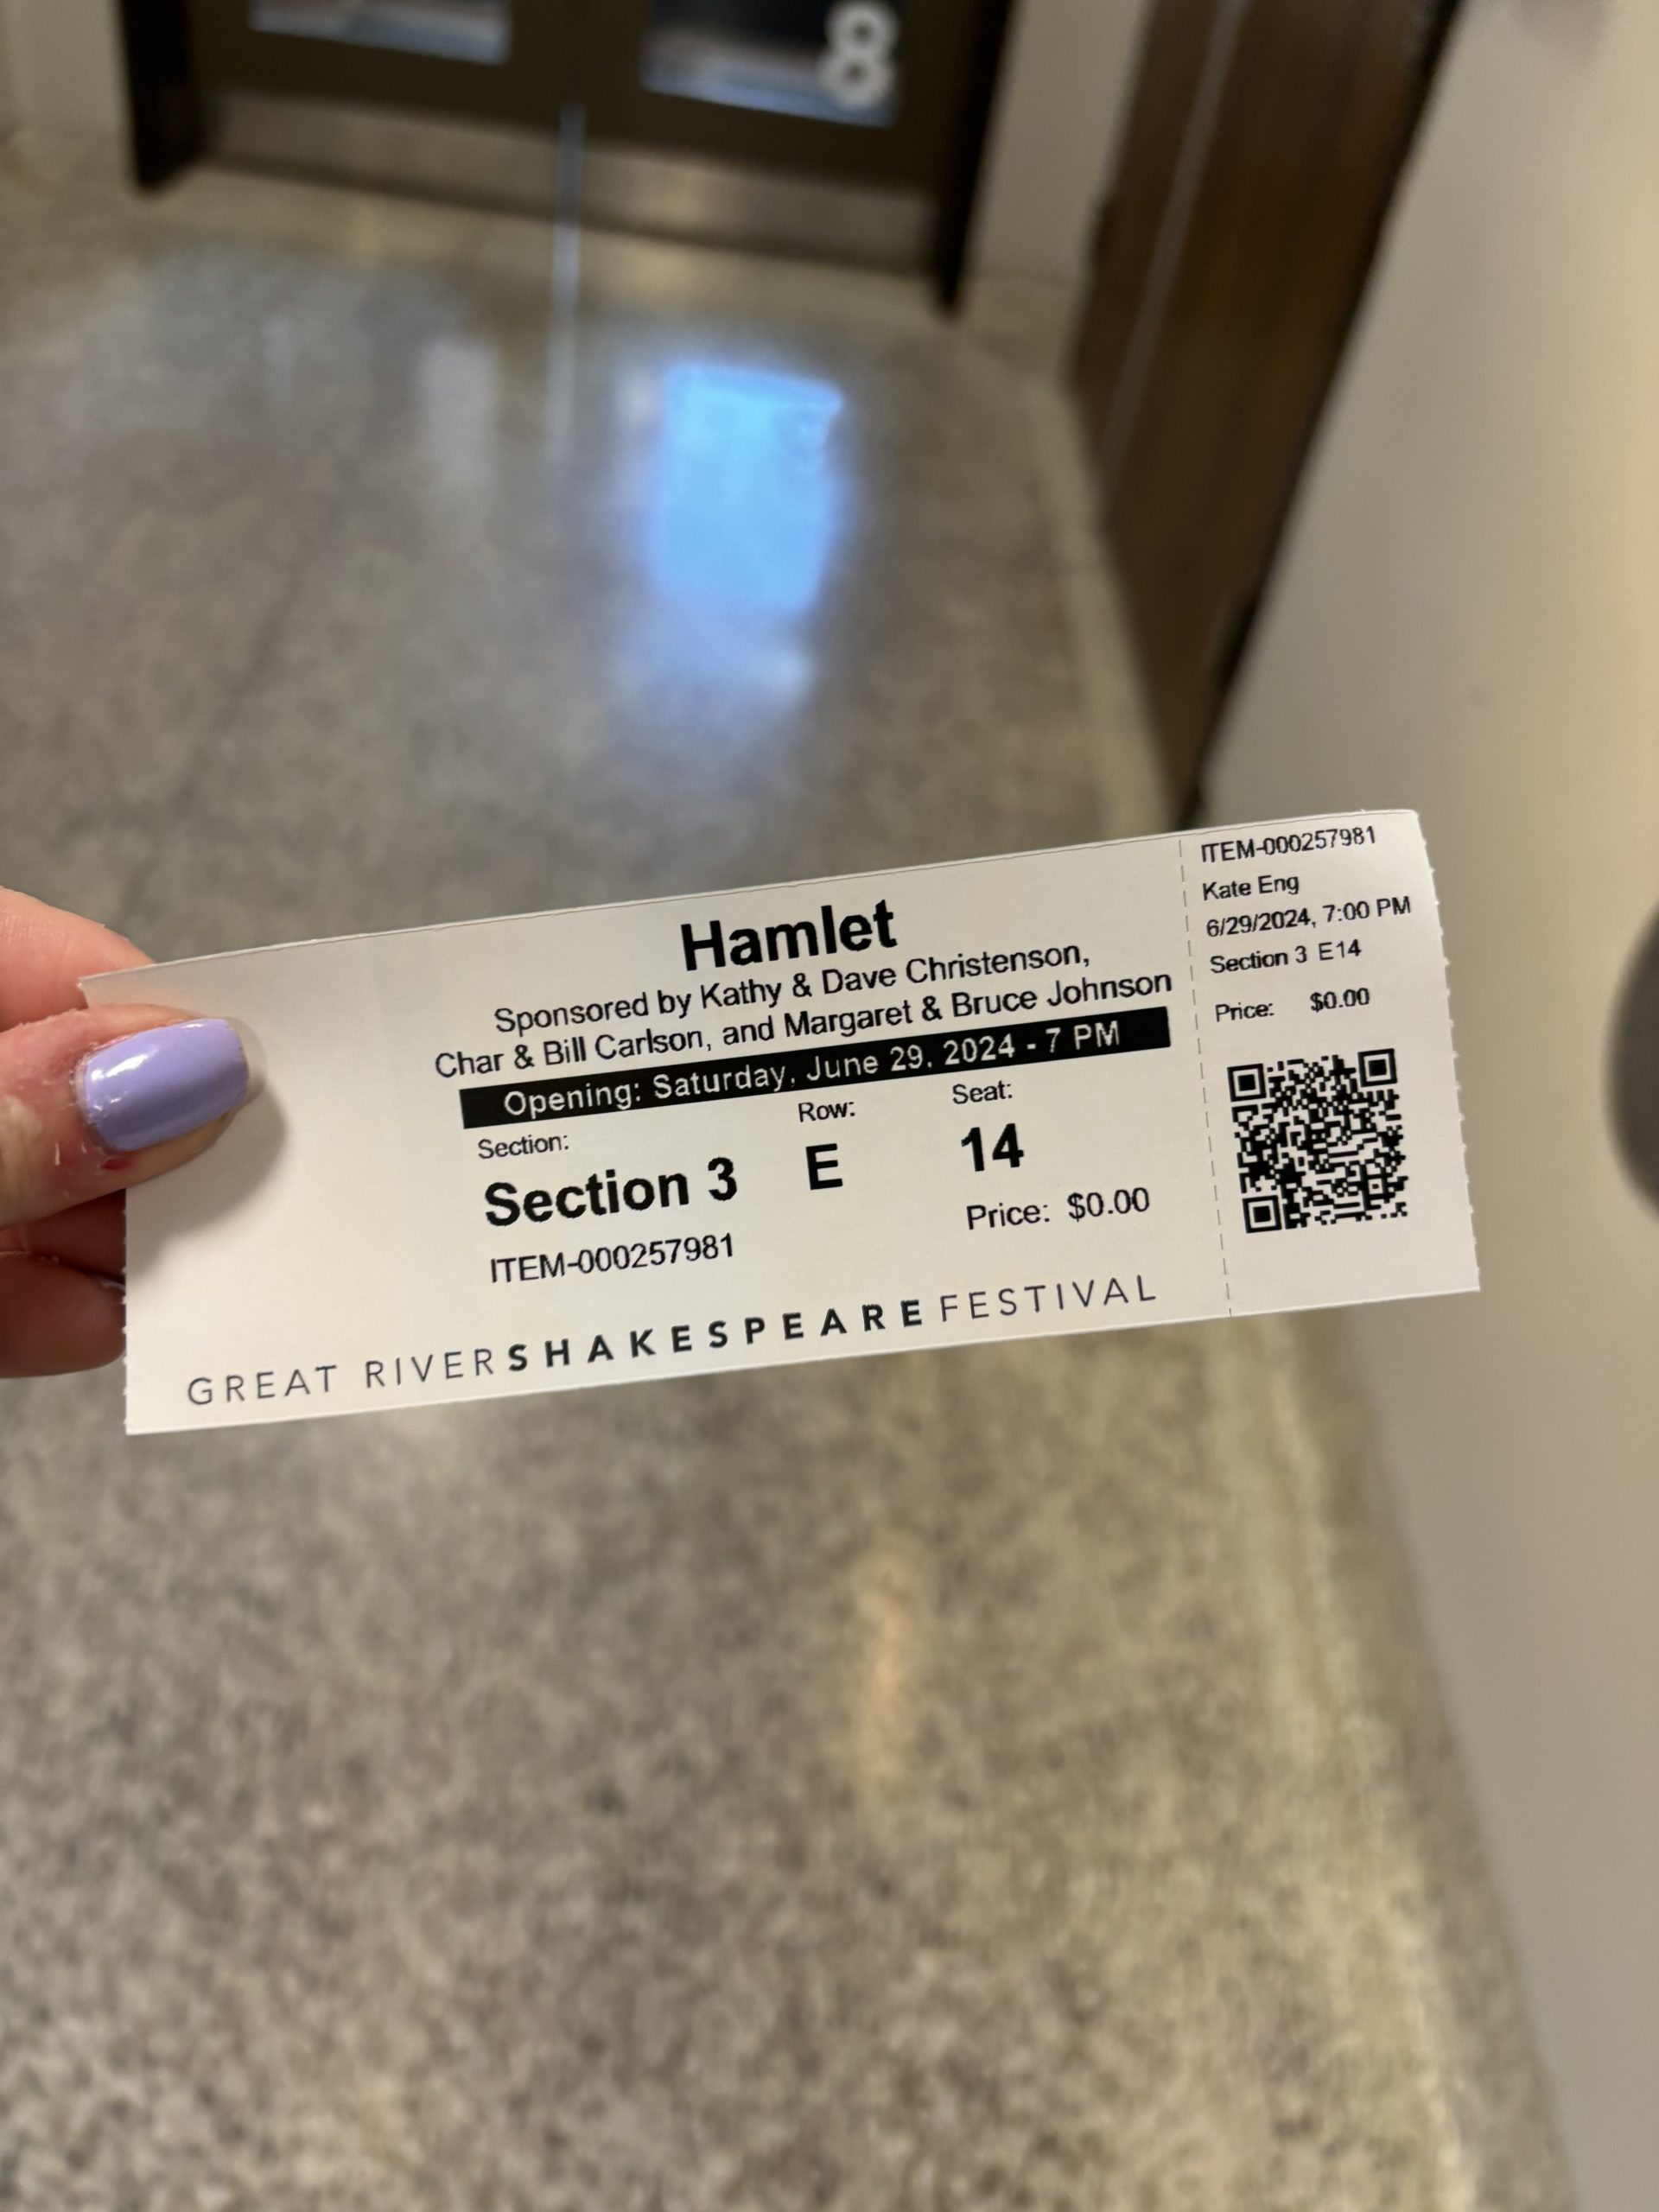 8
Hamlet
Sponsored by Kathy & Dave Christenson,
Char & Bill Carlson, and Margaret & Bruce Johnson
Opening: Saturday, June 29, 2024 - 7 PM
Section: Row: Seat:
Section 3 E 14
ITEM-000257981 Price: $0.00
GREAT RIVER SHAKESPEARE FESTIVAL
ITEM-000257981
Kate Eng
6/29/2024, 7:00 PM
Section 3 E14
Price: $0.00